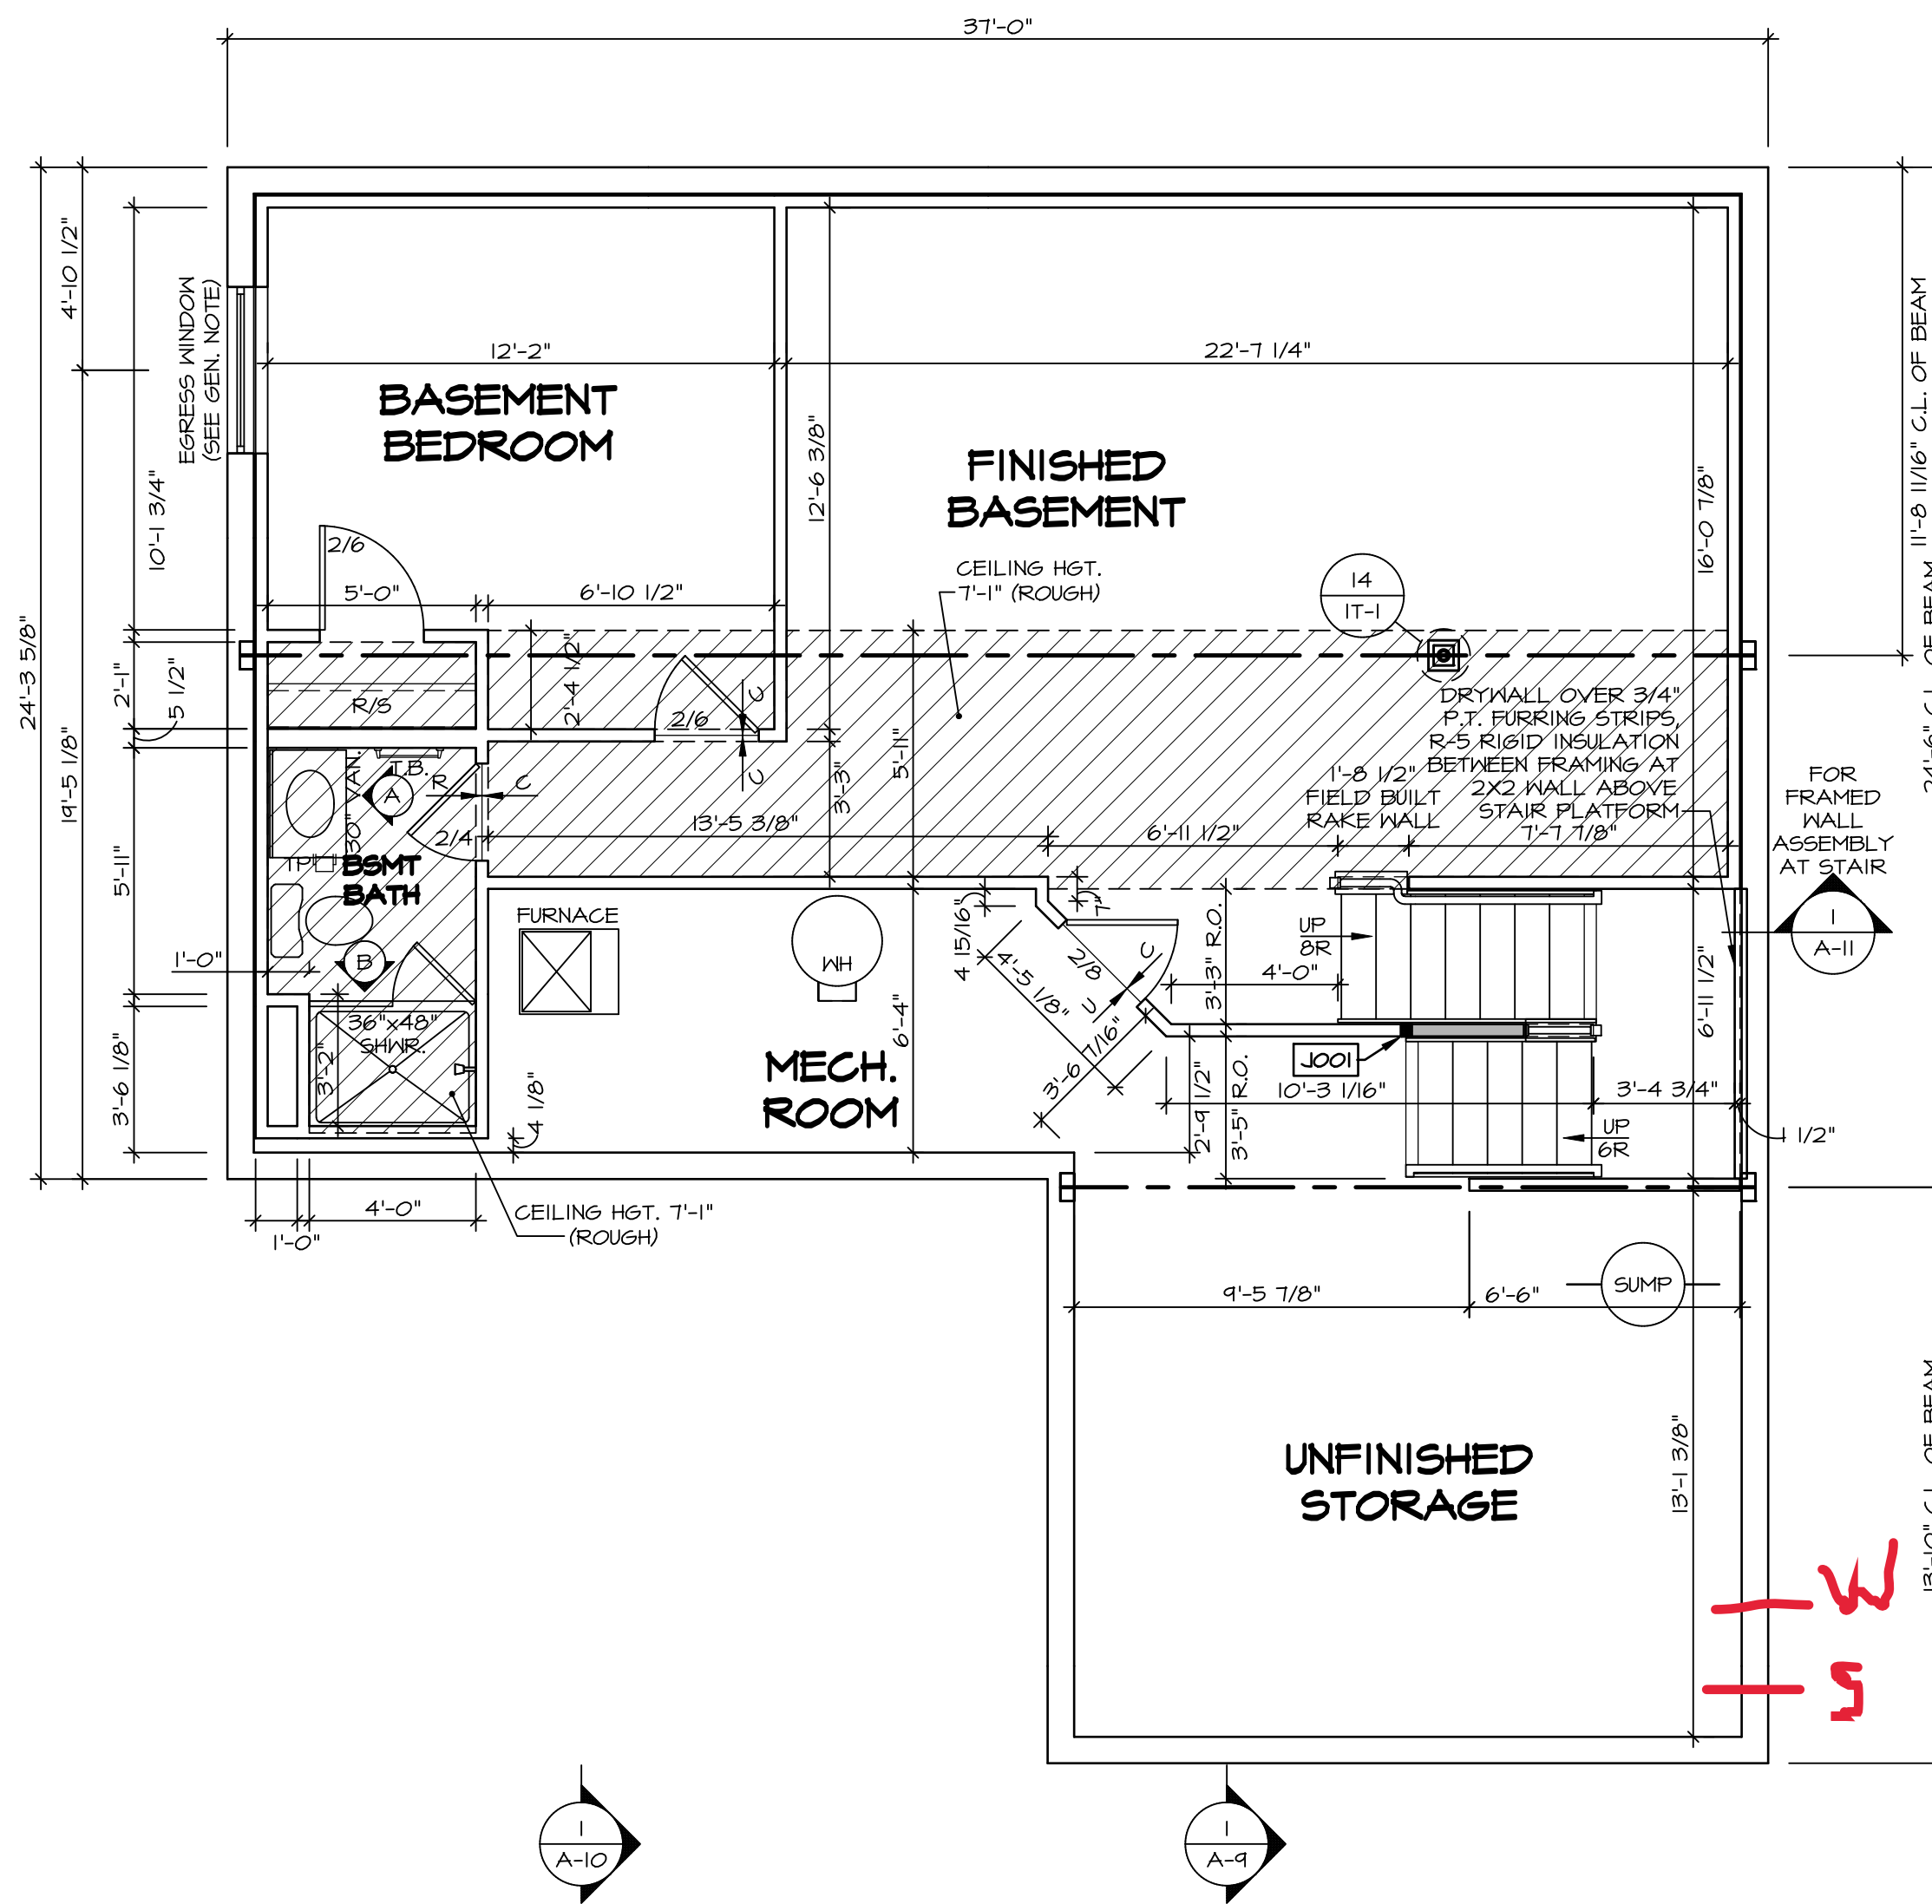 37'-0"
24'-3 5/8"
4'-10 1/2"
19'-5 1/8"
10'-1 3/4"
2'-1"
5 1/2"
5'-11"
3'-6 1/8"
EGRESS WINDOW
(SEE GEN. NOTE)
12'-2"
22'-7 1/4"
BASEMENT
BEDROOM
12'-6 3/8"
FINISHED
BASEMENT
16'-0 7/8"
11'-8 11/16" C.L. OF BEAM
2/6
5'-0"
6'-10 1/2"
CEILING HGT.
7'-1" (ROUGH)
14
1T-1
2'-4 1/2"
R/S
2/6
C
C
5'-11"
3'-3"
DRYWALL OVER 3/4"
P.T. FURRING STRIPS,
R-5 RIGID INSULATION
BETWEEN FRAMING AT
2X2 WALL ABOVE
STAIR PLATFORM
1'-8 1/2"
FIELD BUILT
RAKE WALL
FOR
FRAMED
WALL
ASSEMBLY
AT STAIR
1
A-11
24'-6" C.L. OF BEAM
VAN.
30"
T.B.
A
R
C
2/4
13'-5 3/8"
6'-11 1/2"
7'-7 7/8"
TP
BSMT
BATH
B
1'-0"
FURNACE
WH
4 15/16"
7"
4'-5 1/8"
2/8
C
U
3'-6 7/16"
3'-3" R.O.
4'-0"
UP
8R
6'-11 1/2"
36"x48"
SHWR.
3'-2"
6'-4"
MECH.
ROOM
4 1/8"
2'-9 1/2"
3'-5" R.O.
J001
10'-3 1/16"
3'-4 3/4"
UP
6R
1 1/2"
4'-0"
1'-0"
CEILING HGT. 7'-1"
(ROUGH)
9'-5 7/8"
6'-6"
SUMP
UNFINISHED
STORAGE
13'-1 3/8"
13'-10" C.L. OF BEAM
W
S
1
A-10
1
A-9